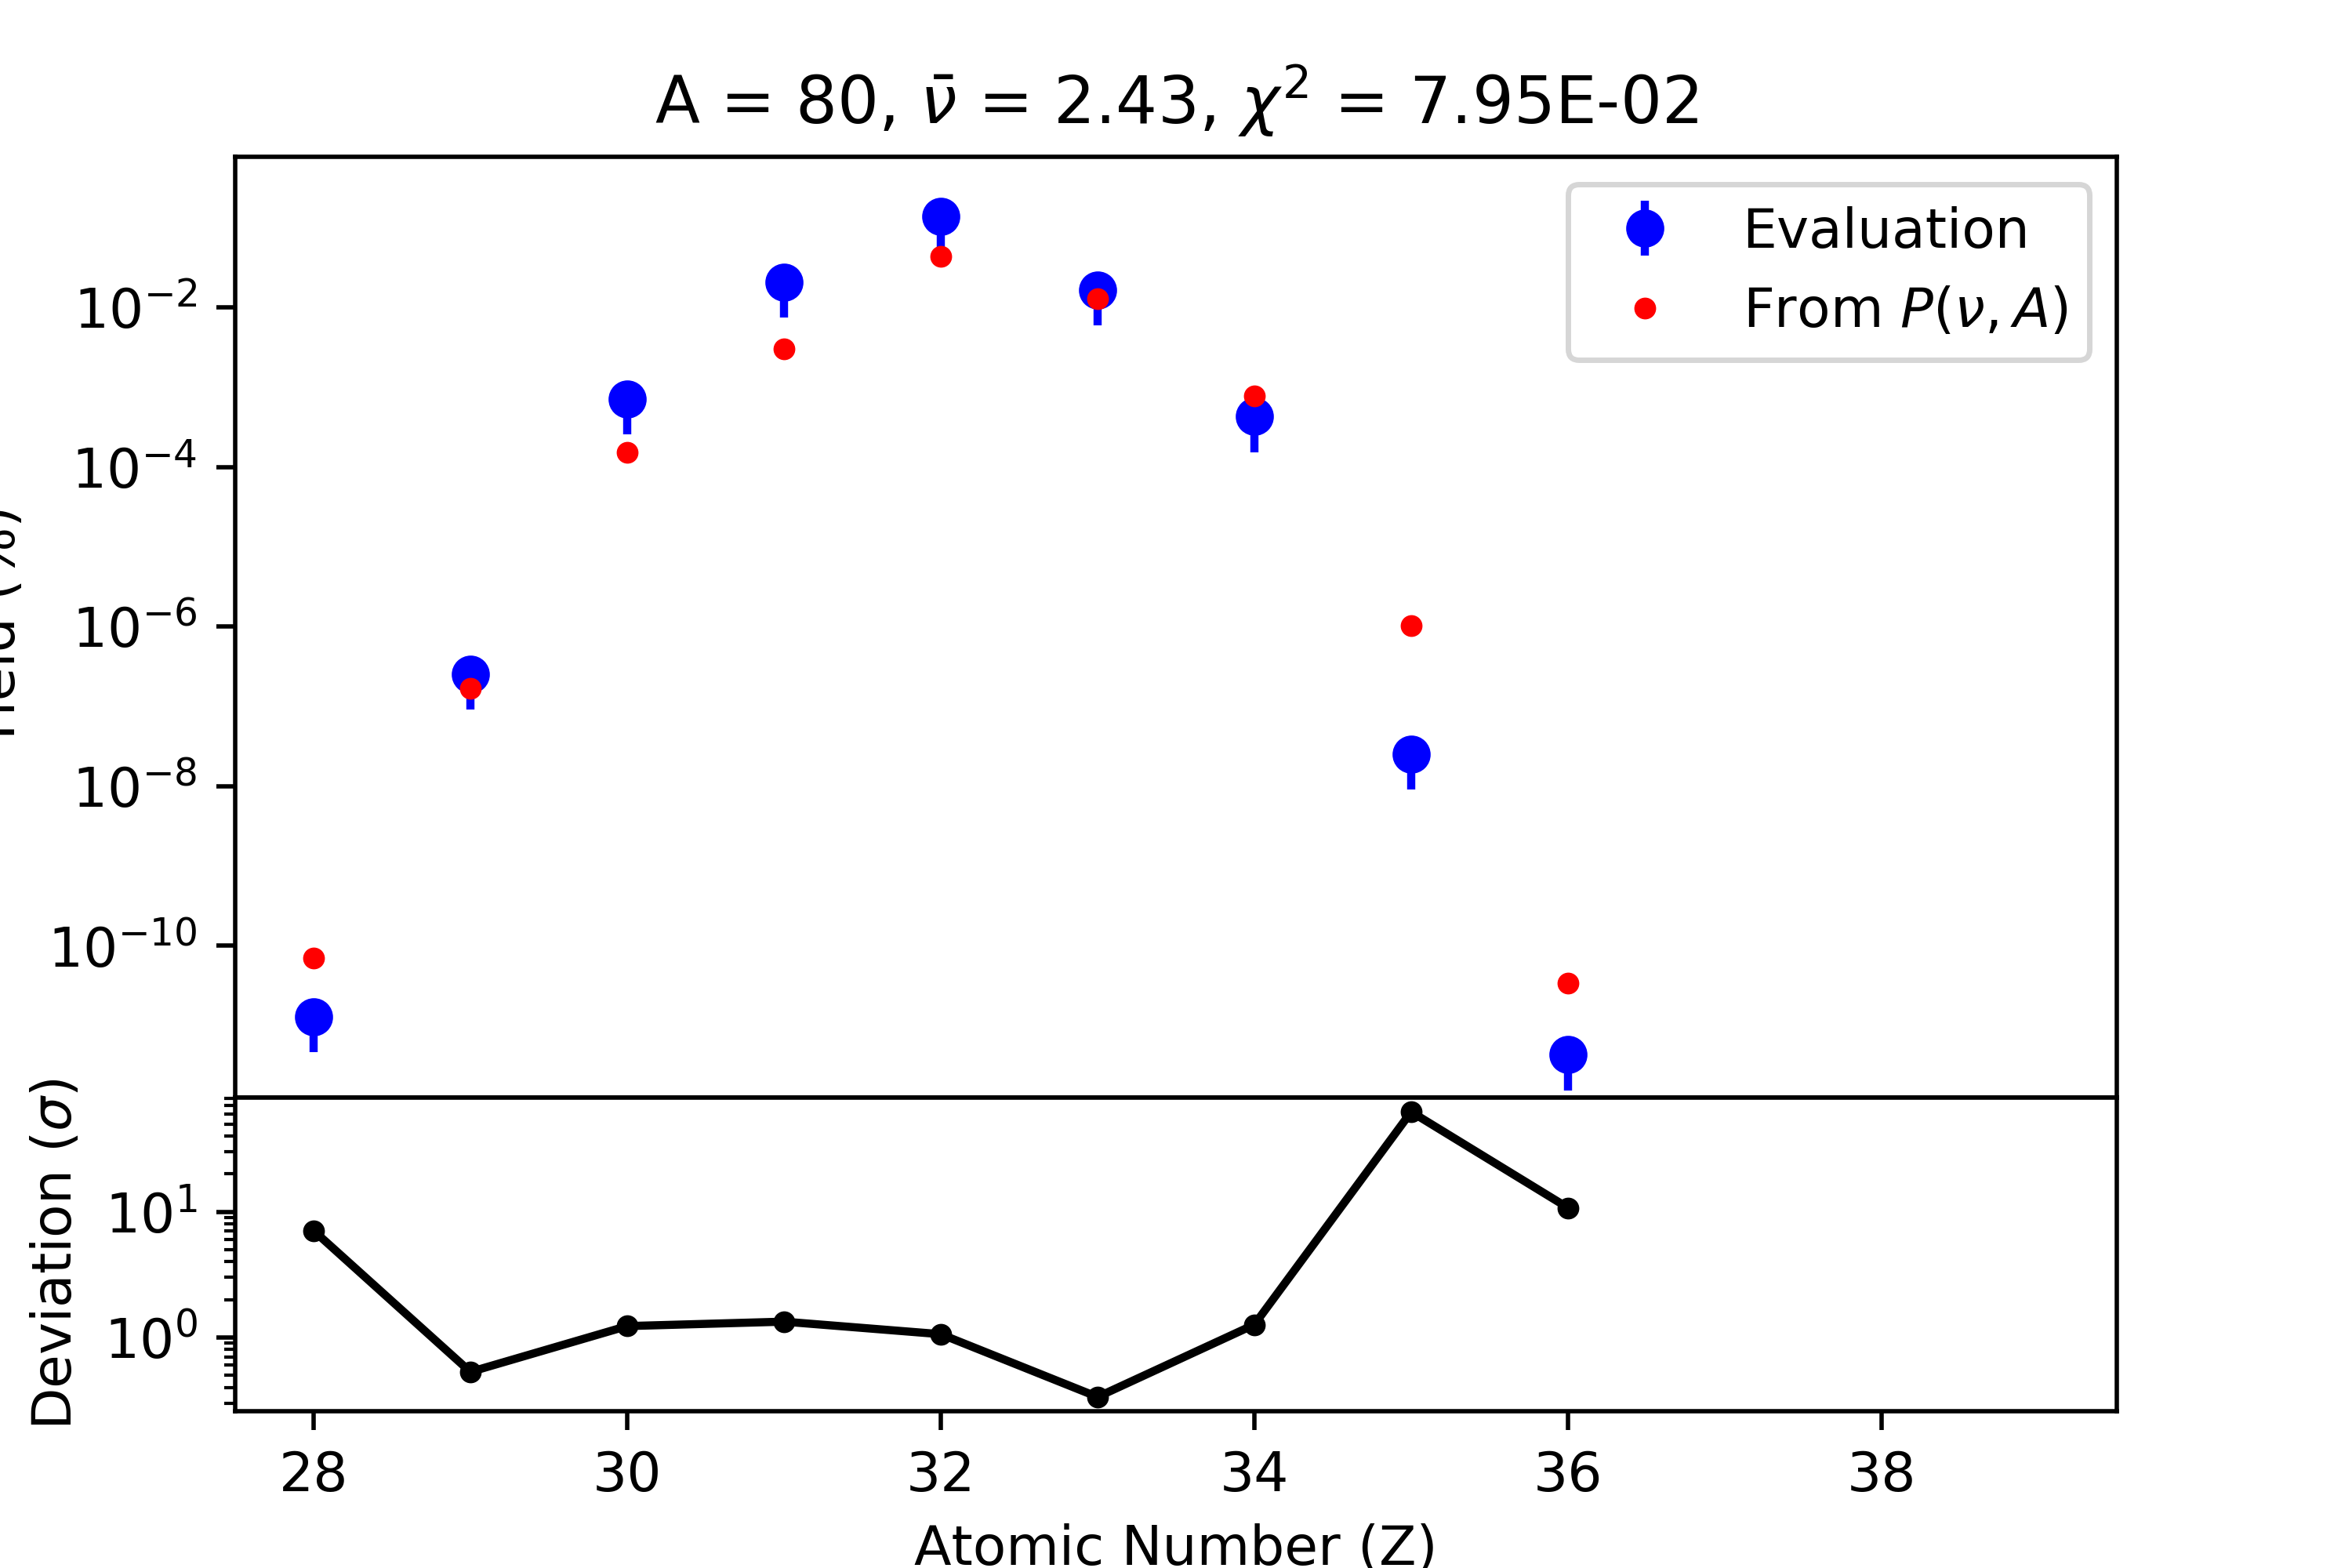 A = 80, ν̄ = 2.43, χ² = 7.95E-02
Evaluation
From P(ν, A)
10⁻²
10⁻⁴
10⁻⁶
10⁻⁸
10⁻¹⁰
(%)
Deviation (σ)
10¹
10⁰
28 30 32 34 36 38
Atomic Number (Z)